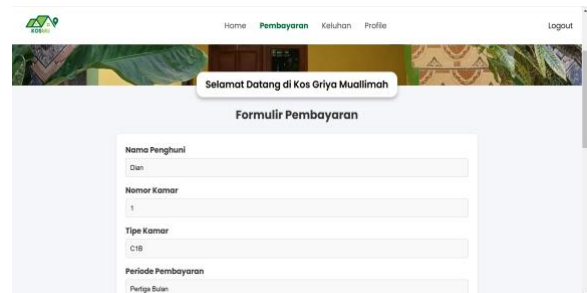 KOSMU
Home Pembayaran Keluhan Profile Logout
Selamat Datang di Kos Griya Muallimah
Formulir Pembayaran
Nama Penghuni
Dian
Nomor Kamar
1
Tipe Kamar
C1B
Periode Pembayaran
Pertiga Bulan